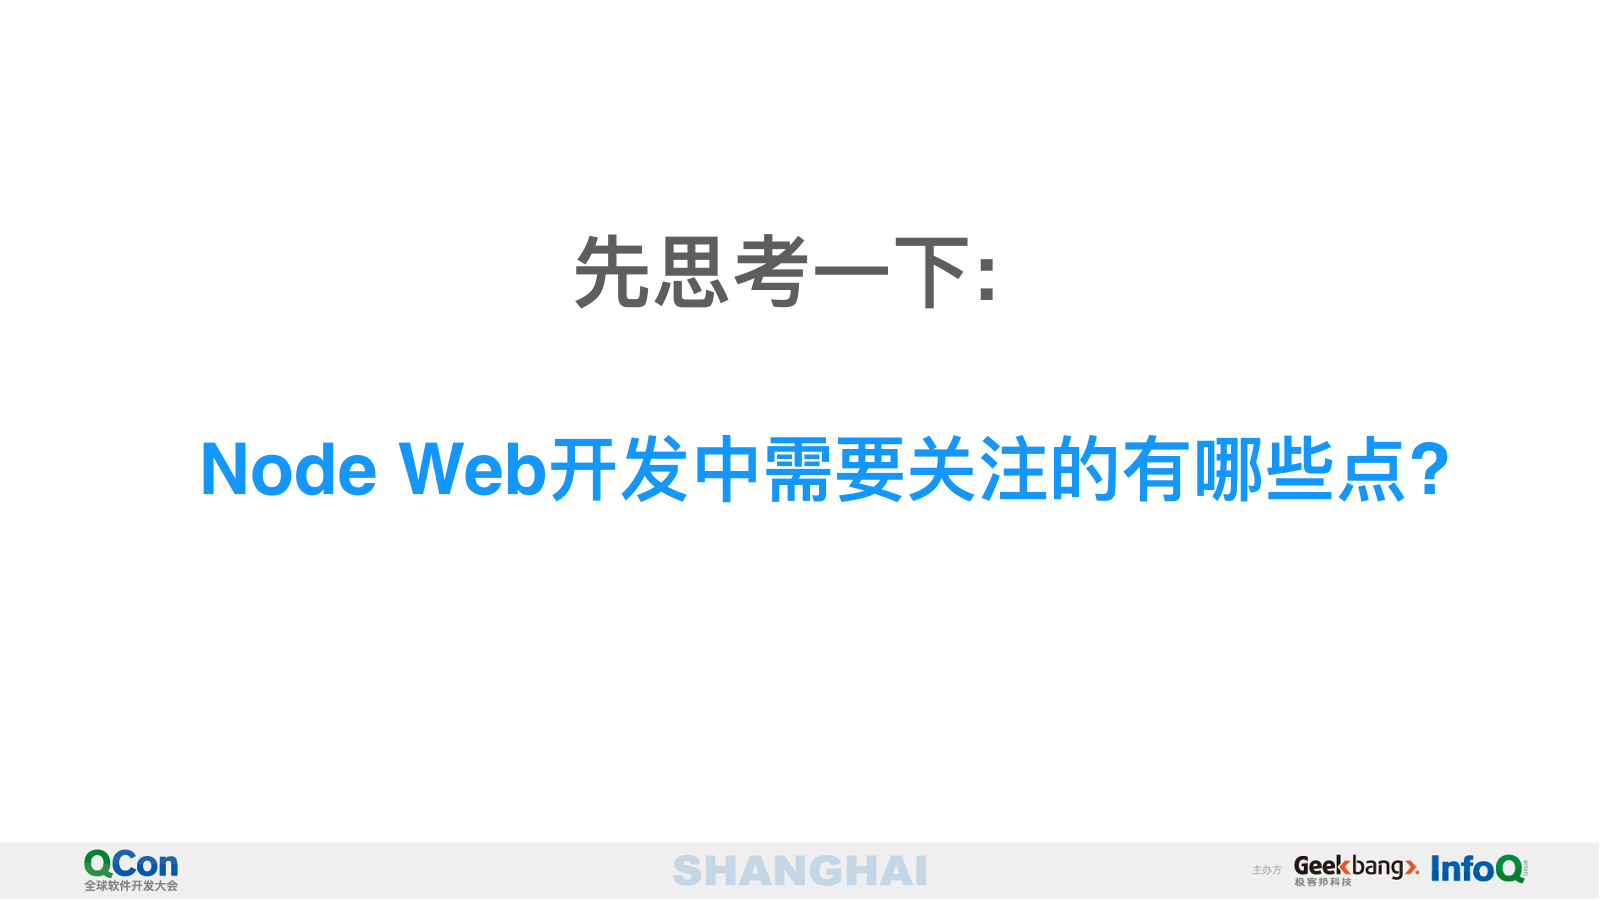 先思考一下:
Node Web开发中需要关注的有哪些点?
QCon
全球软件开发大会
SHANGHAI
主办方
Geekbang>.
极客邦科技
InfoQ